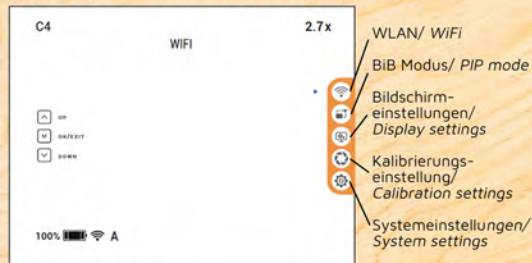 C4
2.7x
WIFI
UP
M OK/EXIT
DOWN
100%
A
WLAN/ WiFi
BiB Modus/ PIP mode
Bildschirm-
einstellungen/
Display settings
Kalibrierungs-
einstellung/
Calibration settings
Systemeinstellungen/
System settings